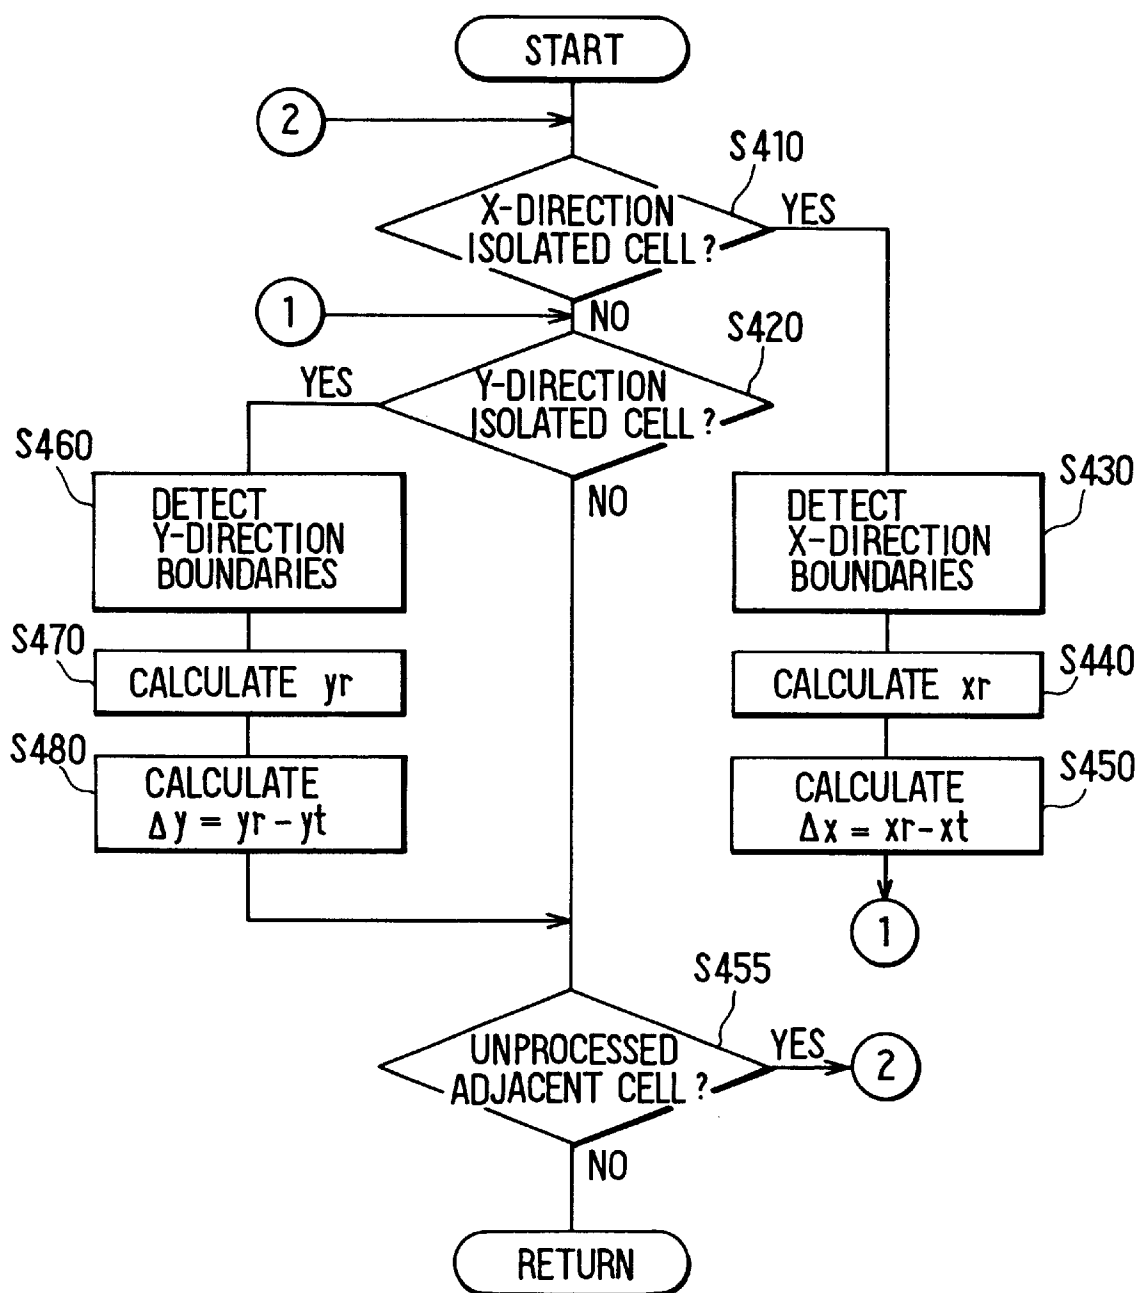 START
2
S410
X-DIRECTION
ISOLATED CELL?
YES
1
NO
S420
YES
Y-DIRECTION
ISOLATED CELL?
S460
NO
S430
DETECT
Y-DIRECTION
BOUNDARIES
DETECT
X-DIRECTION
BOUNDARIES
S470
CALCULATE yr
S440
CALCULATE xr
S480
CALCULATE
Δy = yr - yt
S450
CALCULATE
Δx = xr - xt
1
S455
UNPROCESSED
ADJACENT CELL?
YES
2
NO
RETURN